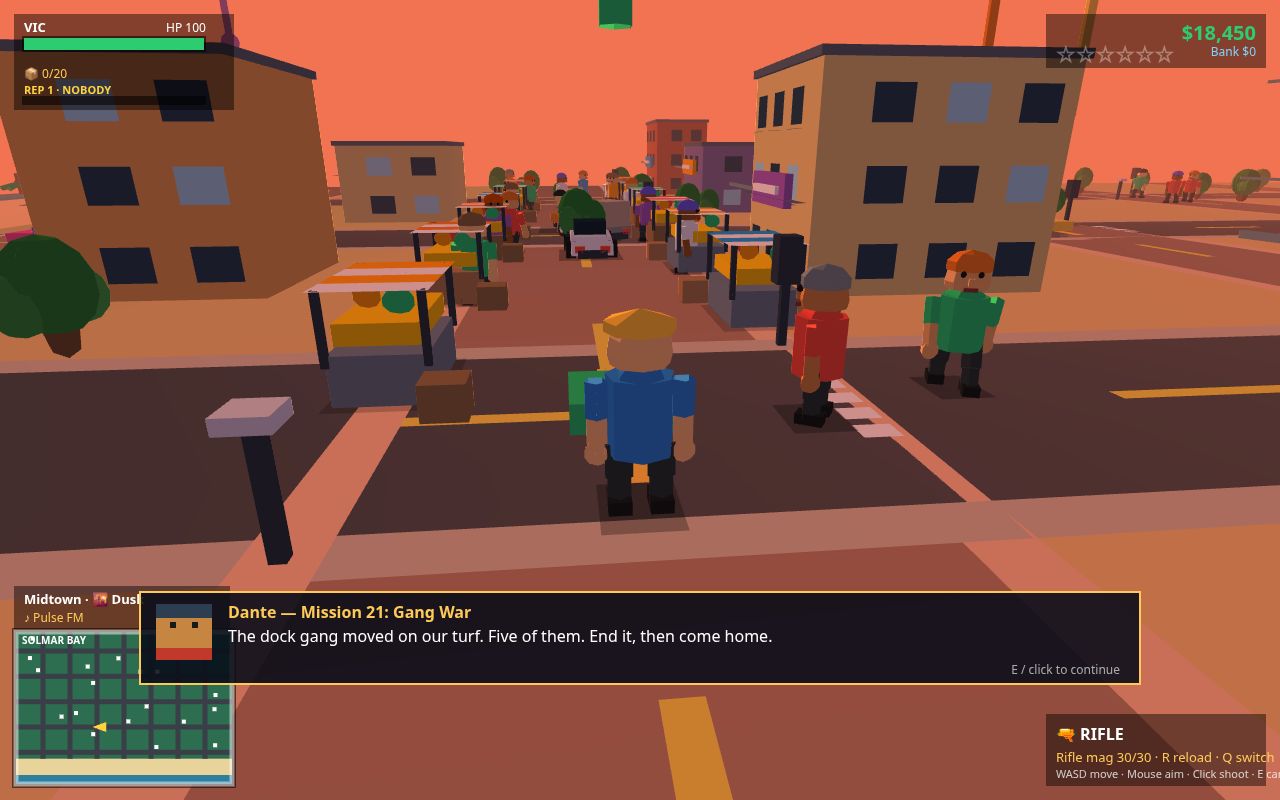 VIC HP 100
📦 0/20
REP 1 · NOBODY
$18,450
Bank $0
Midtown · 🌇 Dusk
♪ Pulse FM
SOLMAR BAY
Dante — Mission 21: Gang War
The dock gang moved on our turf. Five of them. End it, then come home.
E / click to continue
🔫 RIFLE
Rifle mag 30/30 · R reload · Q switch
WASD move · Mouse aim · Click shoot · E